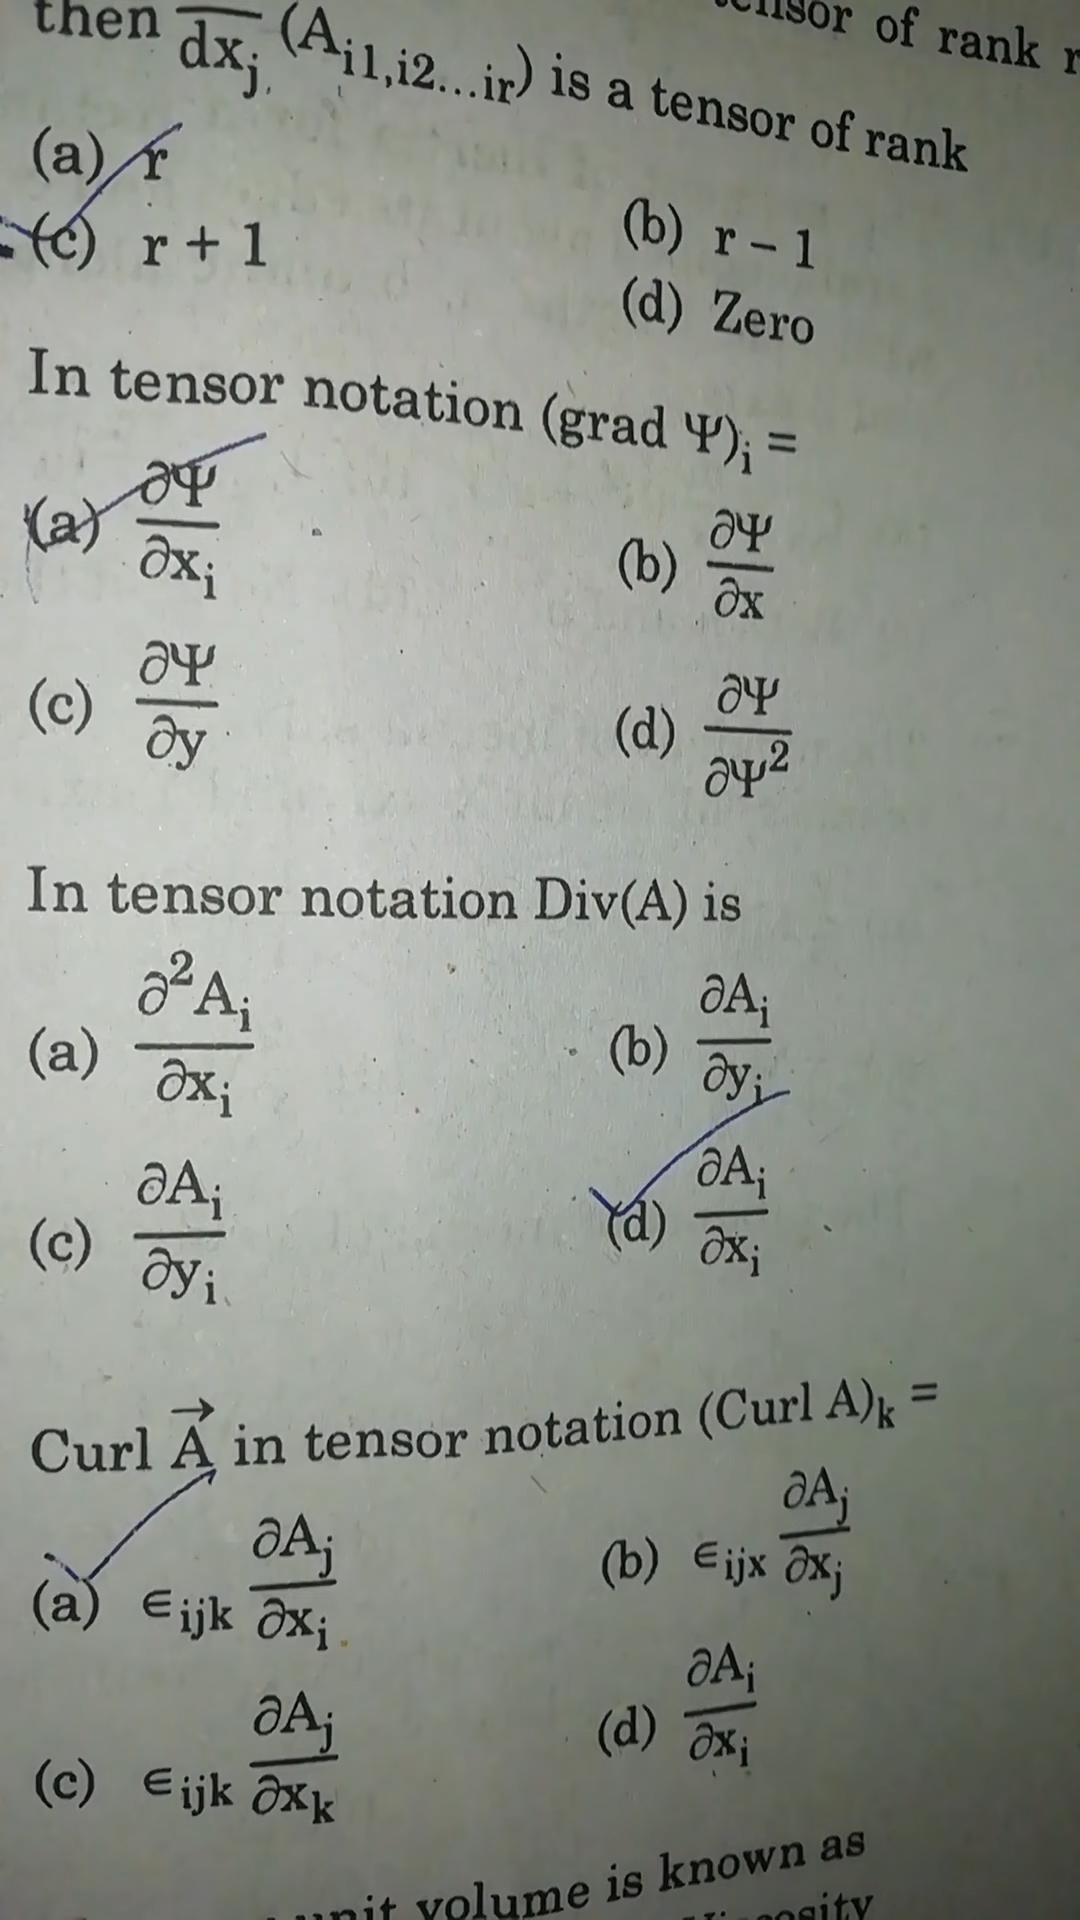 tensor of rank r
then d/dxj (Ai1,i2...ir) is a tensor of rank
(a) r
(b) r – 1
(c) r + 1
(d) Zero
In tensor notation (grad Ψ)i =
(a) ∂Ψ/∂xi
(b) ∂Ψ/∂x
(c) ∂Ψ/∂y
(d) ∂Ψ/∂Ψ²
In tensor notation Div(A) is
(a) ∂²Ai/∂xi
(b) ∂Ai/∂yi
(c) ∂Ai/∂yi
(d) ∂Ai/∂xi
Curl A⃗ in tensor notation (Curl A)k =
(a) ∈ijk ∂Aj/∂xi
(b) ∈ijx ∂Aj/∂xj
(c) ∈ijk ∂Aj/∂xk
(d) ∂Ai/∂xi
unit volume is known as